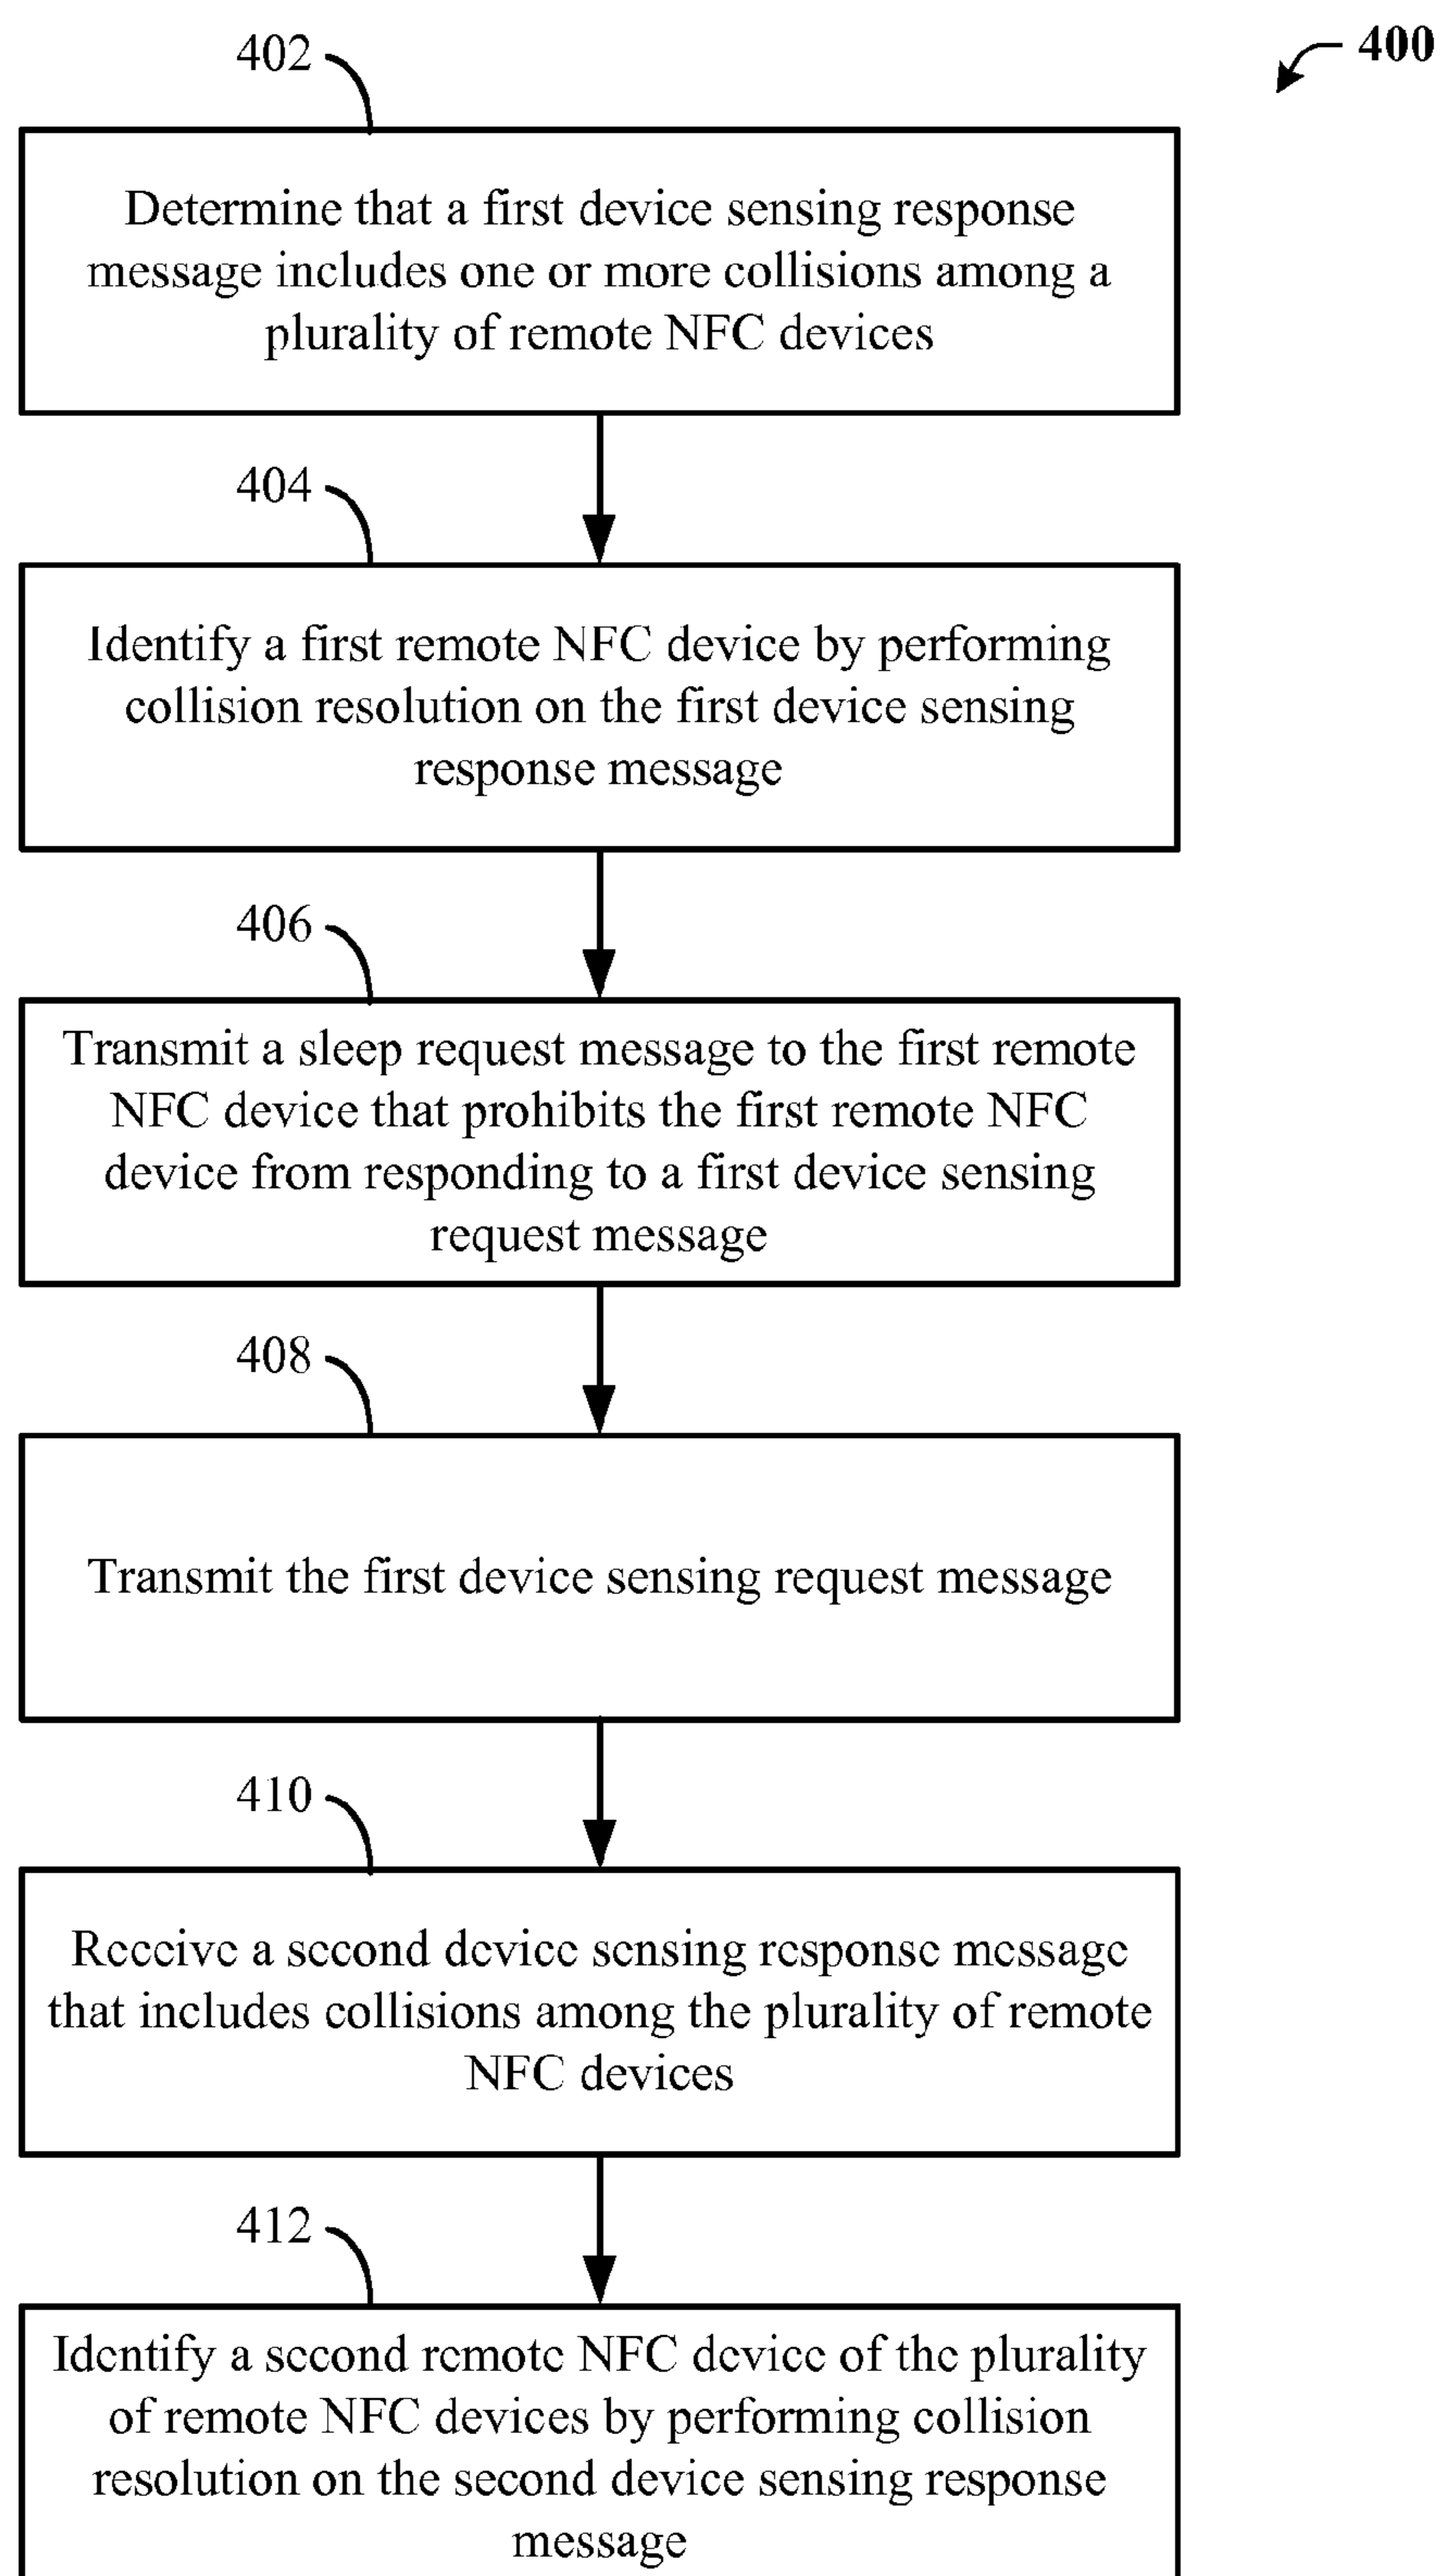 400
402
Determine that a first device sensing response
message includes one or more collisions among a
plurality of remote NFC devices
404
Identify a first remote NFC device by performing
collision resolution on the first device sensing
response message
406
Transmit a sleep request message to the first remote
NFC device that prohibits the first remote NFC
device from responding to a first device sensing
request message
408
Transmit the first device sensing request message
410
Receive a second device sensing response message
that includes collisions among the plurality of remote
NFC devices
412
Identify a second remote NFC device of the plurality
of remote NFC devices by performing collision
resolution on the second device sensing response
message